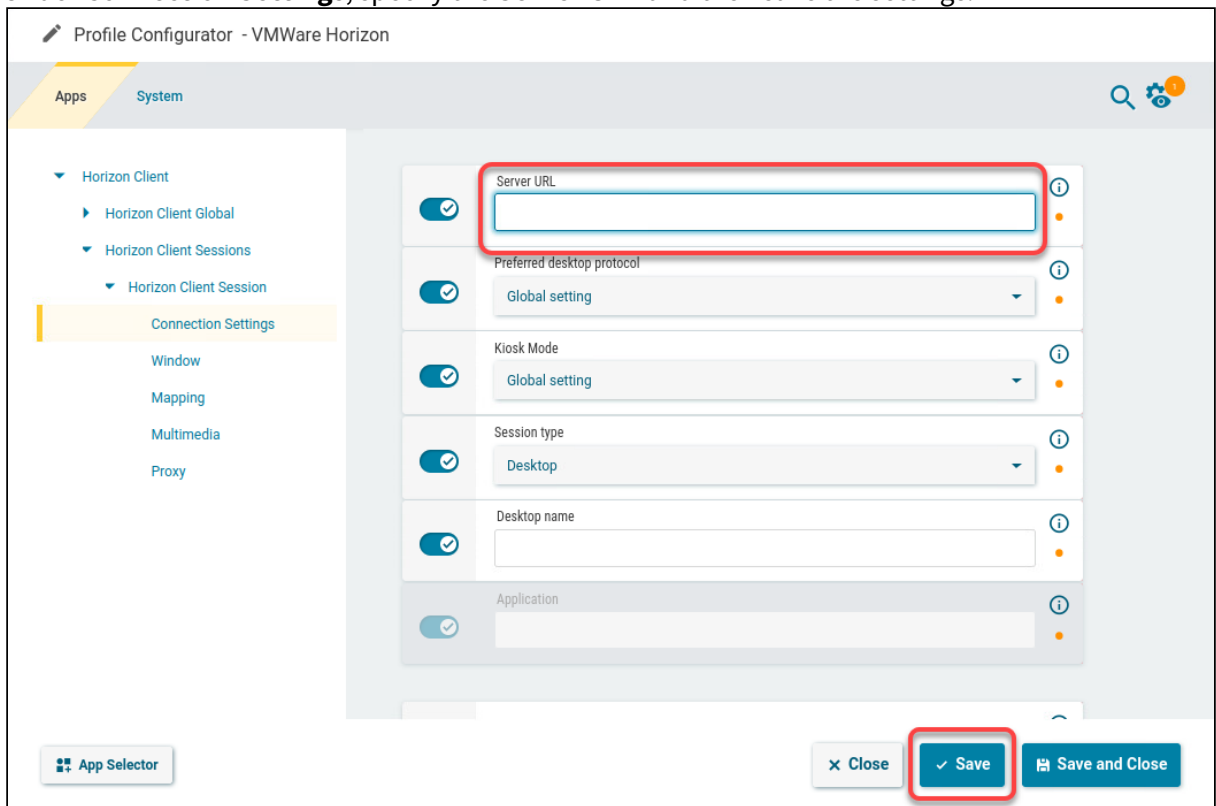 Profile Configurator - VMWare Horizon
Apps System
1
Horizon Client
Horizon Client Global
Horizon Client Sessions
Horizon Client Session
Connection Settings
Window
Mapping
Multimedia
Proxy
Server URL
Preferred desktop protocol
Global setting
Kiosk Mode
Global setting
Session type
Desktop
Desktop name
Application
App Selector
Close Save Save and Close